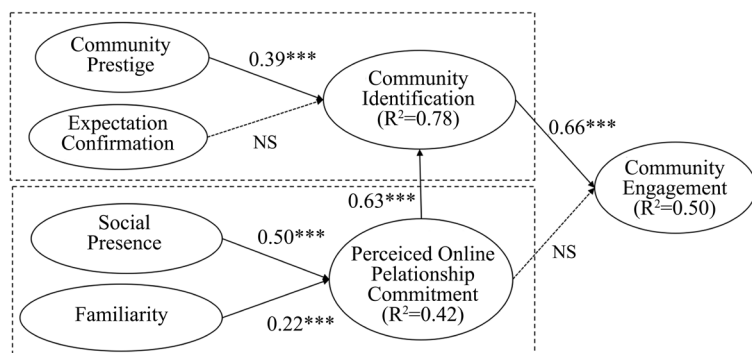 Community
Prestige
0.39***
Community
Identification
(R²=0.78)
Expectation
Confirmation
NS
0.66***
Community
Engagement
(R²=0.50)
0.63***
Social
Presence
0.50***
Perceiced Online
Pelationship
Commitment
(R²=0.42)
NS
Familiarity
0.22***